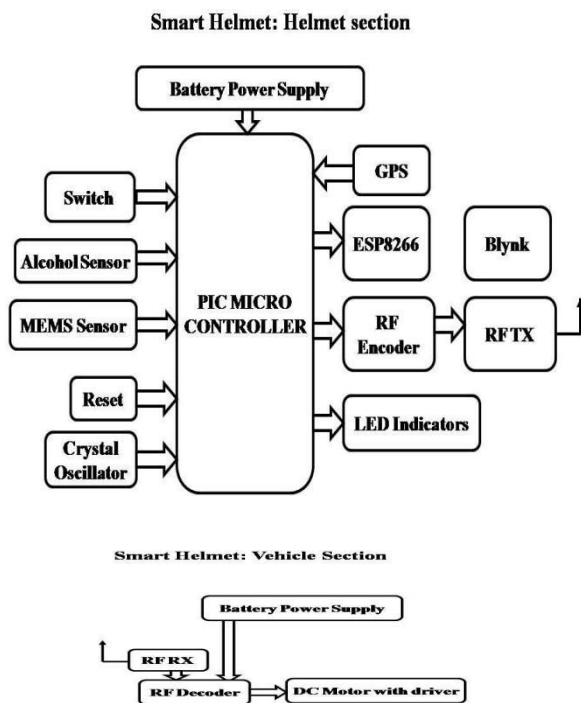 Smart Helmet: Helmet section
Battery Power Supply
Switch
Alcohol Sensor
MEMS Sensor
Reset
Crystal
Oscillator
PIC MICRO
CONTROLLER
GPS
ESP8266
Blynk
RF
Encoder
RF TX
LED Indicators
Smart Helmet: Vehicle Section
Battery Power Supply
RF RX
RF Decoder
DC Motor with driver